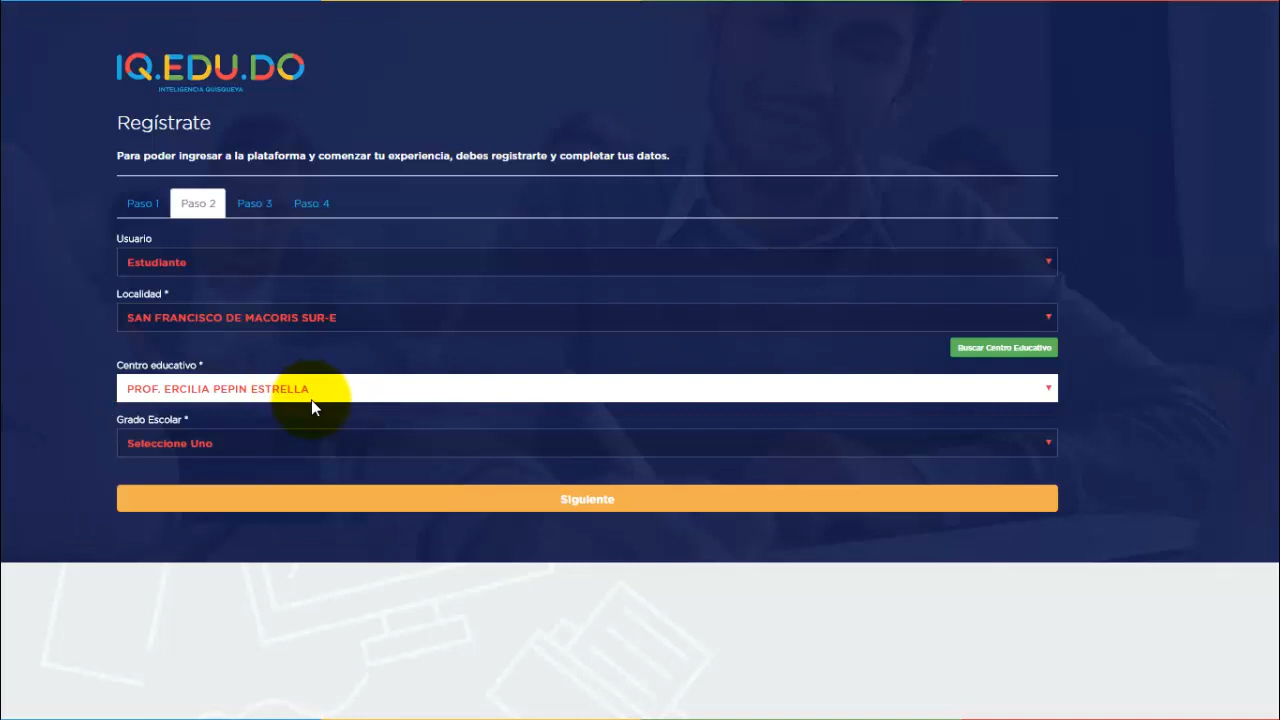 IQ.EDU.DO
INTELIGENCIA QUISQUEYA
Regístrate
Para poder ingresar a la plataforma y comenzar tu experiencia, debes registrarte y completar tus datos.
Paso 1 Paso 2 Paso 3 Paso 4
Usuario
Estudiante
Localidad *
SAN FRANCISCO DE MACORIS SUR-E
Buscar Centro Educativo
Centro educativo *
PROF. ERCILIA PEPIN ESTRELLA
Grado Escolar *
Seleccione Uno
Siguiente